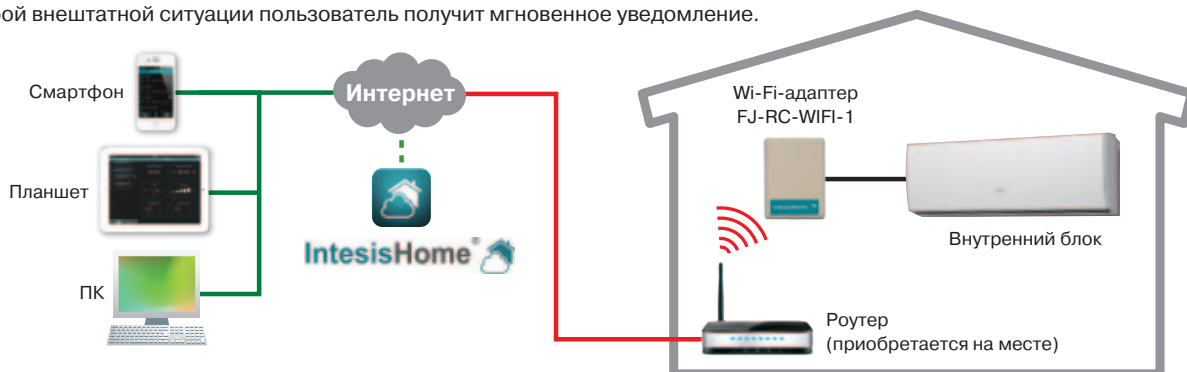 ой внештатной ситуации пользователь получит мгновенное уведомление.
Смартфон
Интернет
Wi-Fi-адаптер
FJ-RC-WIFI-1
Планшет
IntesisHome®
Внутренний блок
ПК
Роутер
(приобретается на месте)